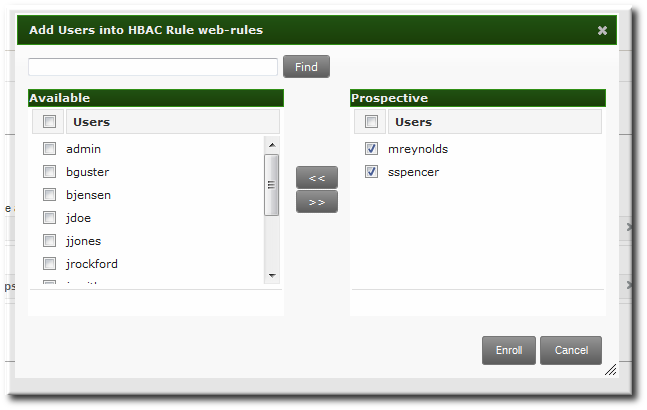 Add Users into HBAC Rule web-rules
Find
Available
Prospective
Users
Users
admin
mreynolds
bguster
sspencer
bjensen
<<
>>
jdoe
jjones
jrockford
Enroll
Cancel